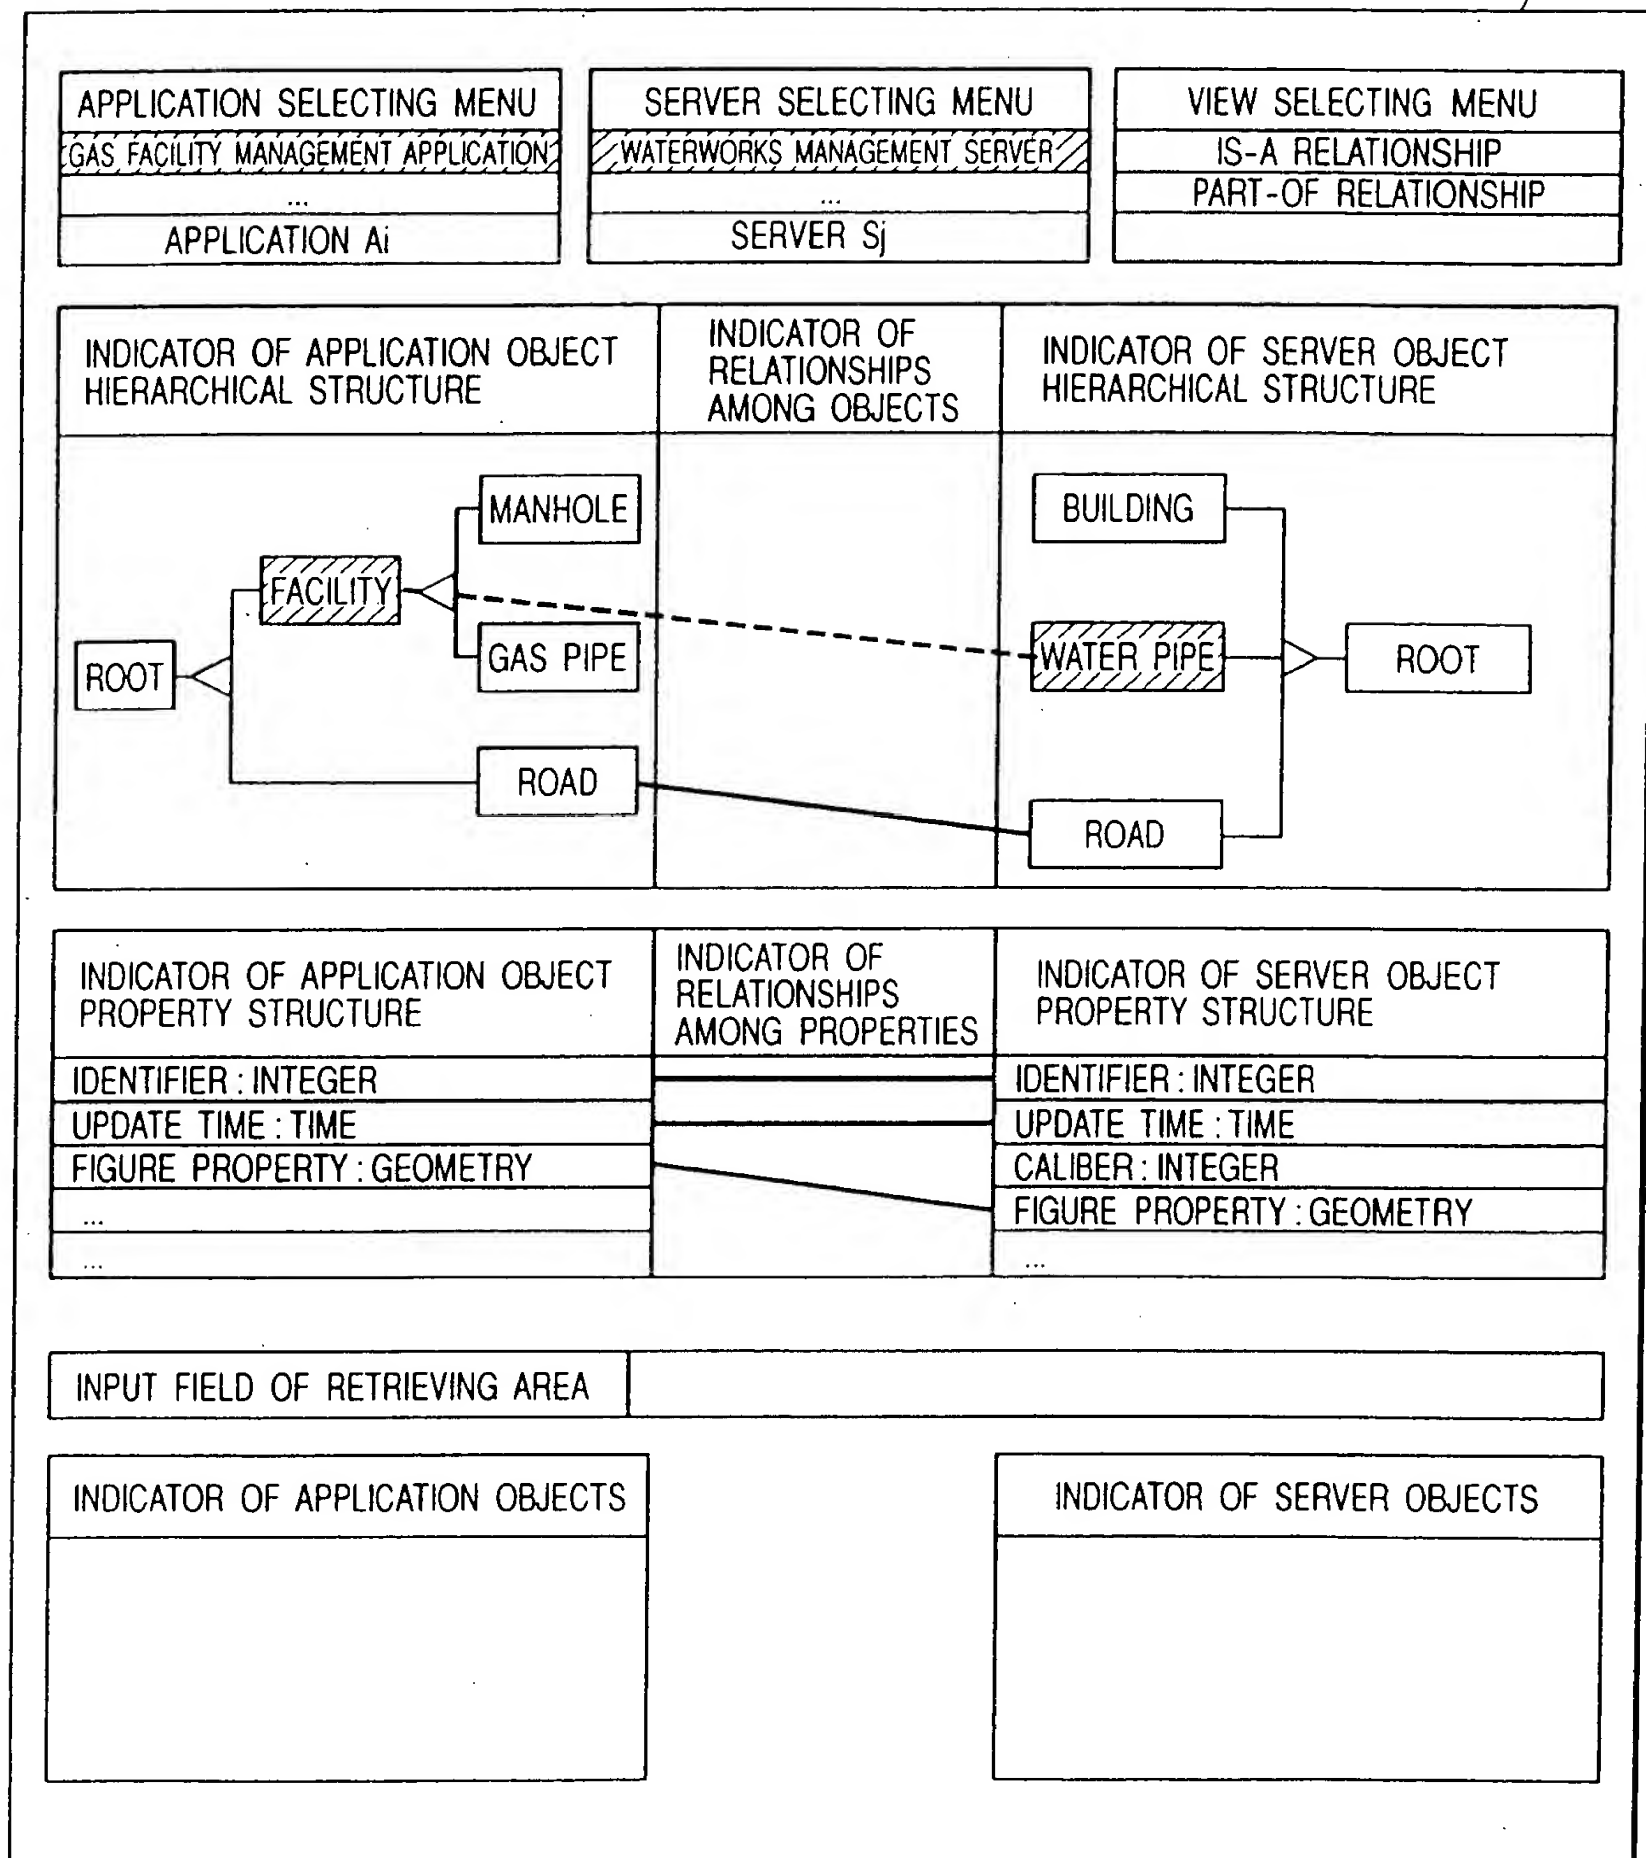 APPLICATION SELECTING MENU
GAS FACILITY MANAGEMENT APPLICATION
...
APPLICATION Ai
SERVER SELECTING MENU
WATERWORKS MANAGEMENT SERVER
...
SERVER Sj
VIEW SELECTING MENU
IS-A RELATIONSHIP
PART-OF RELATIONSHIP
INDICATOR OF APPLICATION OBJECT
HIERARCHICAL STRUCTURE
INDICATOR OF
RELATIONSHIPS
AMONG OBJECTS
INDICATOR OF SERVER OBJECT
HIERARCHICAL STRUCTURE
MANHOLE
FACILITY
GAS PIPE
ROOT
ROAD
BUILDING
WATER PIPE
ROOT
ROAD
INDICATOR OF APPLICATION OBJECT
PROPERTY STRUCTURE
INDICATOR OF
RELATIONSHIPS
AMONG PROPERTIES
INDICATOR OF SERVER OBJECT
PROPERTY STRUCTURE
IDENTIFIER : INTEGER
UPDATE TIME : TIME
FIGURE PROPERTY : GEOMETRY
...
...
IDENTIFIER : INTEGER
UPDATE TIME : TIME
CALIBER : INTEGER
FIGURE PROPERTY : GEOMETRY
...
INPUT FIELD OF RETRIEVING AREA
INDICATOR OF APPLICATION OBJECTS
INDICATOR OF SERVER OBJECTS